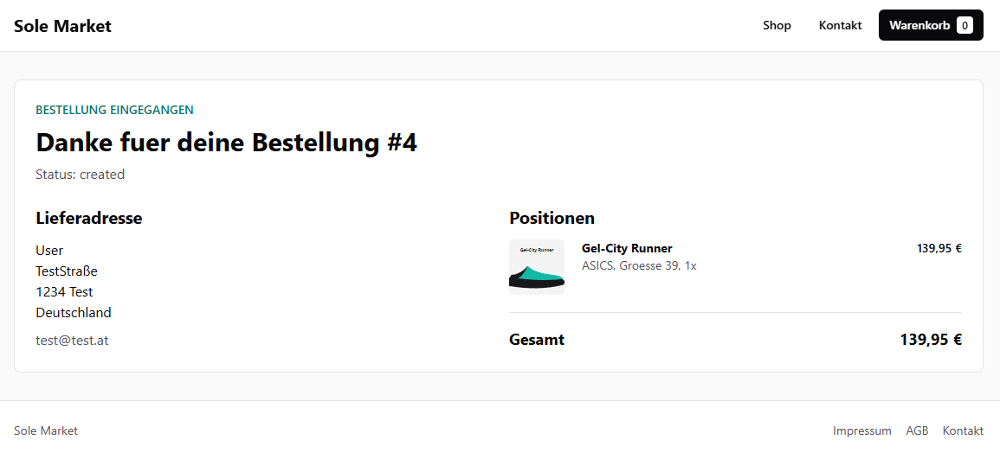 Sole Market
Shop
Kontakt
Warenkorb 0
BESTELLUNG EINGEGANGEN
Danke fuer deine Bestellung #4
Status: created
Lieferadresse
User
TestStraße
1234 Test
Deutschland
test@test.at
Positionen
Gel-City Runner
Gel-City Runner
139,95 €
ASICS, Groesse 39, 1x
Gesamt
139,95 €
Sole Market
Impressum
AGB
Kontakt